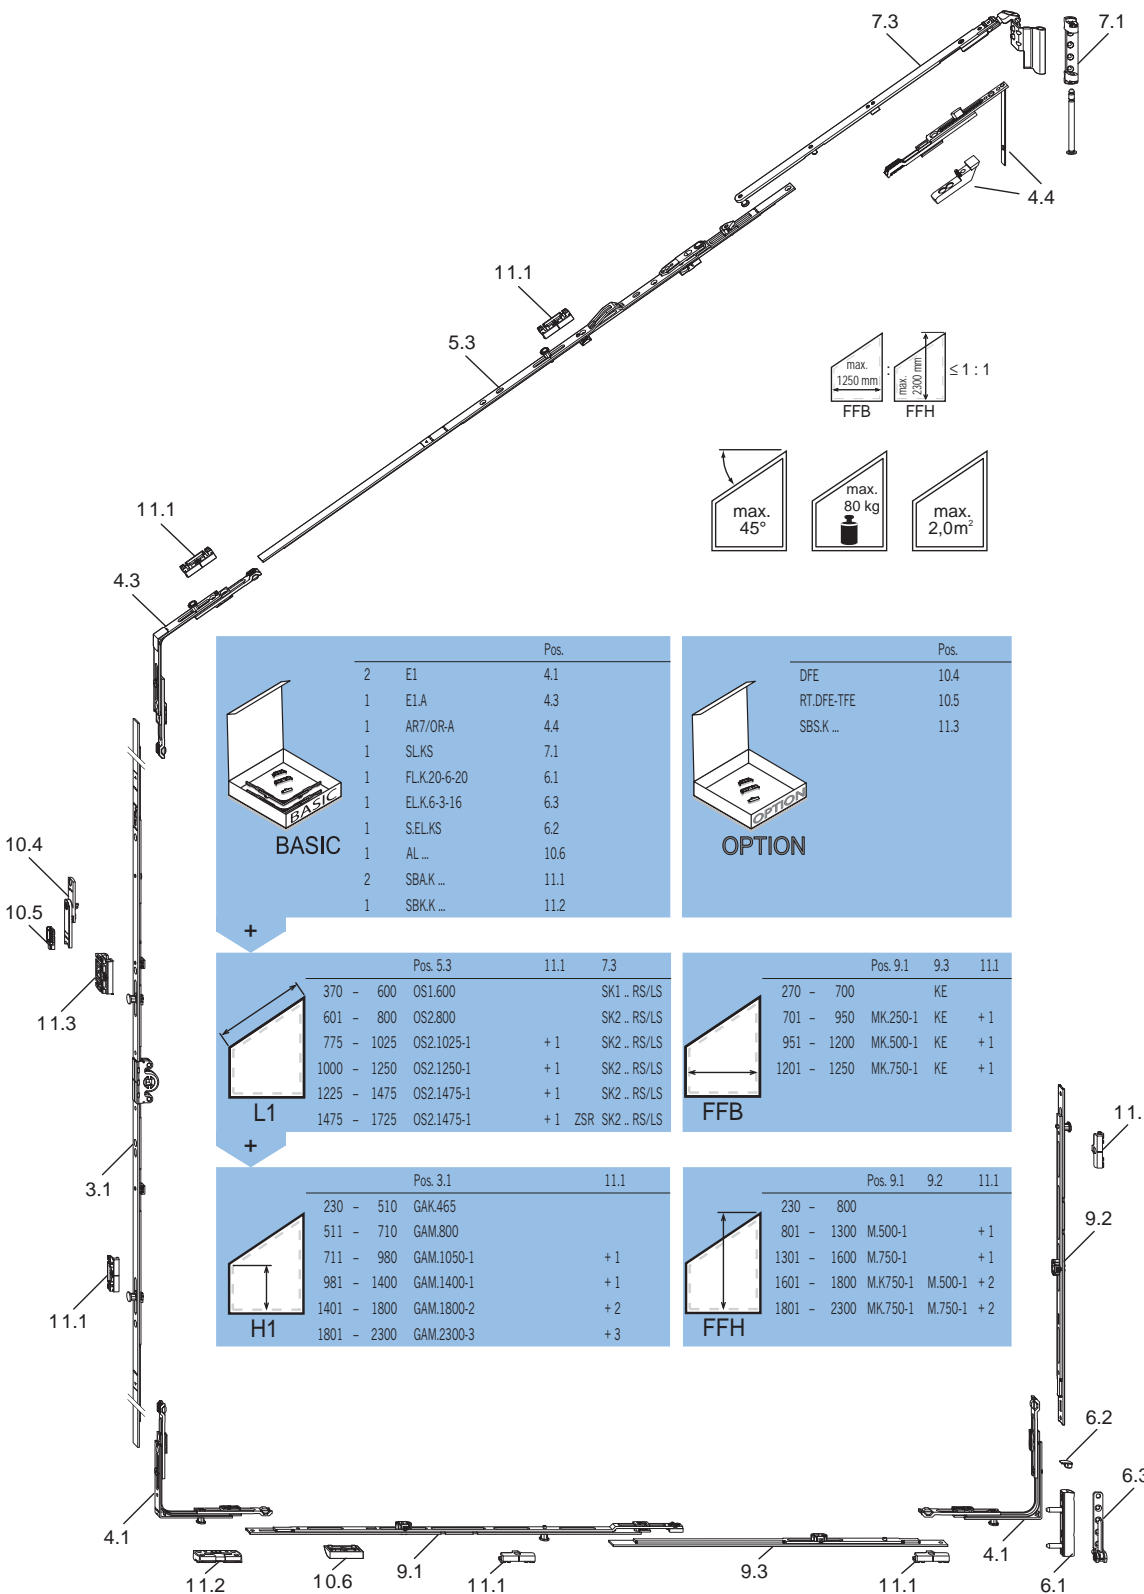 7.3
7.1
4.4
11.1
5.3
max.
1250 mm
FFB
:
max.
2300 mm
FFH
≤ 1 : 1
max.
45°
max.
80 kg
max.
2,0m²
11.1
4.3
Pos.
2 E1 4.1
1 E1.A 4.3
1 AR7/OR-A 4.4
1 SL.KS 7.1
1 FL.K.20-6-20 6.1
1 EL.K.6-3-16 6.3
1 S.EL.KS 6.2
1 AL ... 10.6
2 SBA.K ... 11.1
1 SBK.K ... 11.2
BASIC
BASIC
+
Pos.
DFE 10.4
RT.DFE-TFE 10.5
SBS.K ... 11.3
OPTION
OPTION
10.4
10.5
11.3
Pos. 5.3 11.1 7.3
370 – 600 OS1.600 SK1 .. RS/LS
601 – 800 OS2.800 SK2 .. RS/LS
775 – 1025 OS2.1025-1 + 1 SK2 .. RS/LS
1000 – 1250 OS2.1250-1 + 1 SK2 .. RS/LS
1225 – 1475 OS2.1475-1 + 1 SK2 .. RS/LS
1475 – 1725 OS2.1475-1 + 1 ZSR SK2 .. RS/LS
L1
+
Pos. 9.1 9.3 11.1
270 – 700 KE
701 – 950 MK.250-1 KE + 1
951 – 1200 MK.500-1 KE + 1
1201 – 1250 MK.750-1 KE + 1
FFB
3.1
11.
9.2
Pos. 3.1 11.1
230 – 510 GAK.465
511 – 710 GAM.800
711 – 980 GAM.1050-1 + 1
981 – 1400 GAM.1400-1 + 1
1401 – 1800 GAM.1800-2 + 2
1801 – 2300 GAM.2300-3 + 3
H1
Pos. 9.1 9.2 11.1
230 – 800
801 – 1300 M.500-1 + 1
1301 – 1600 M.750-1 + 1
1601 – 1800 M.K750-1 M.500-1 + 2
1801 – 2300 MK.750-1 M.750-1 + 2
FFH
11.1
6.2
6.3
4.1
11.2
10.6
9.1
11.1
9.3
11.1
4.1
6.1